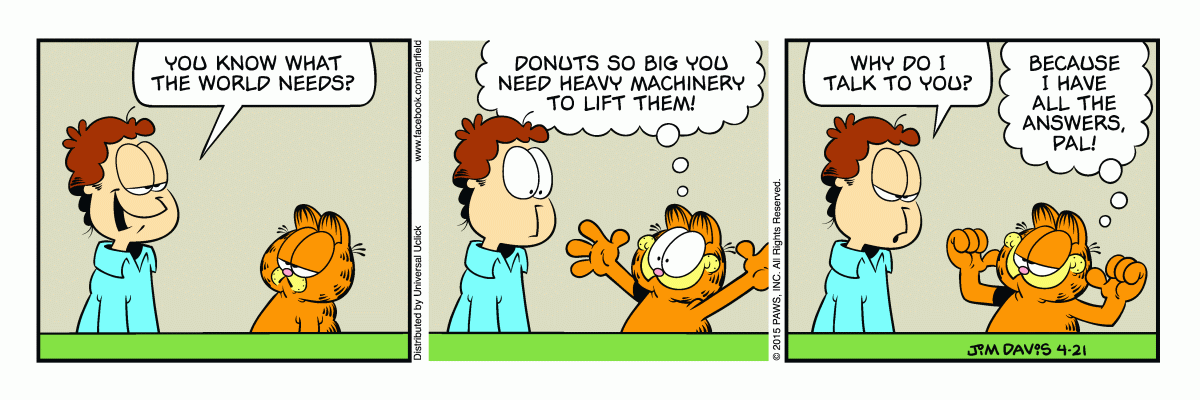 YOU KNOW WHAT
THE WORLD NEEDS?
www.facebook.com/garfield
Distributed by Universal Uclick
DONUTS SO BIG YOU
NEED HEAVY MACHINERY
TO LIFT THEM!
© 2015 PAWS, INC. All Rights Reserved.
WHY DO I
TALK TO YOU?
BECAUSE
I HAVE
ALL THE
ANSWERS,
PAL!
JIM DAVIS 4-21